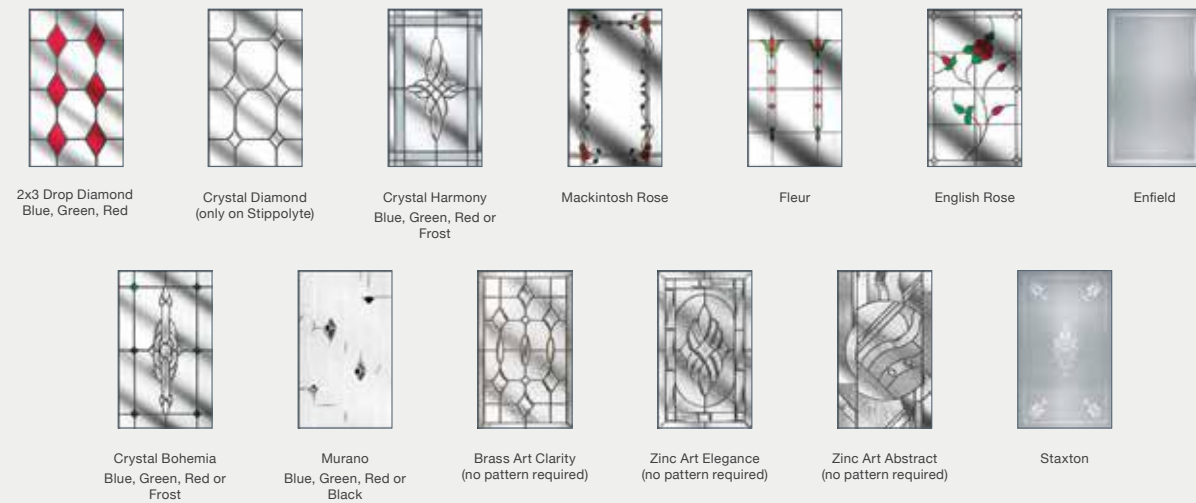 2x3 Drop Diamond
Blue, Green, Red
Crystal Diamond
(only on Stippolyte)
Crystal Harmony
Blue, Green, Red or
Frost
Mackintosh Rose
Fleur
English Rose
Enfield
Crystal Bohemia
Blue, Green, Red or
Frost
Murano
Blue, Green, Red or
Black
Brass Art Clarity
(no pattern required)
Zinc Art Elegance
(no pattern required)
Zinc Art Abstract
(no pattern required)
Staxton